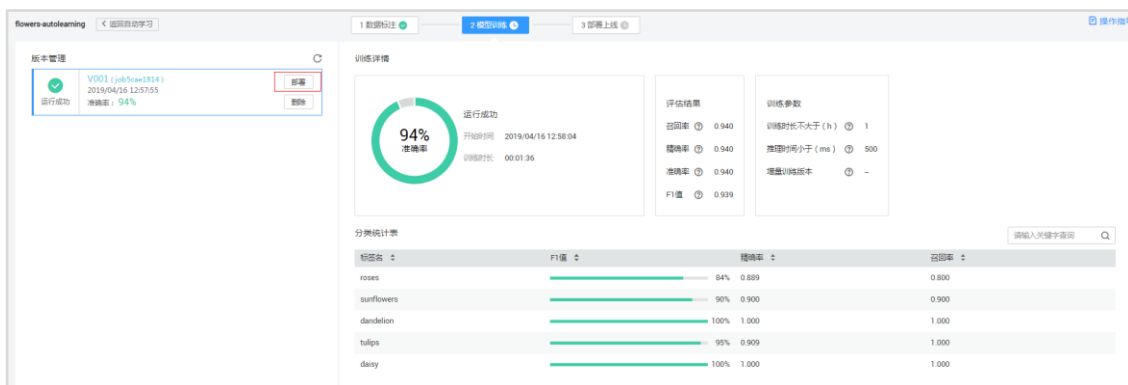 flowers-autolearning < 返回自动学习 1 数据标注 2 模型训练 3 部署上线 操作指导
版本管理
V001 (job5cae1814) 部署
2019/04/16 12:57:55
运行成功 准确率：94% 删除
训练详情
94%
准确率
运行成功
开始时间 2019/04/16 12:58:04
训练时长 00:01:36
评估结果
召回率 0.940
精确率 0.940
准确率 0.940
F1值 0.939
训练参数
训练时长不大于 ( h ) 1
推理时间小于 ( ms ) 500
增量训练版本 –
分类统计表 请输入关键字查询
标签名 F1值 精确率 召回率
roses 84% 0.889 0.800
sunflowers 90% 0.900 0.900
dandelion 100% 1.000 1.000
tulips 95% 0.909 1.000
daisy 100% 1.000 1.000